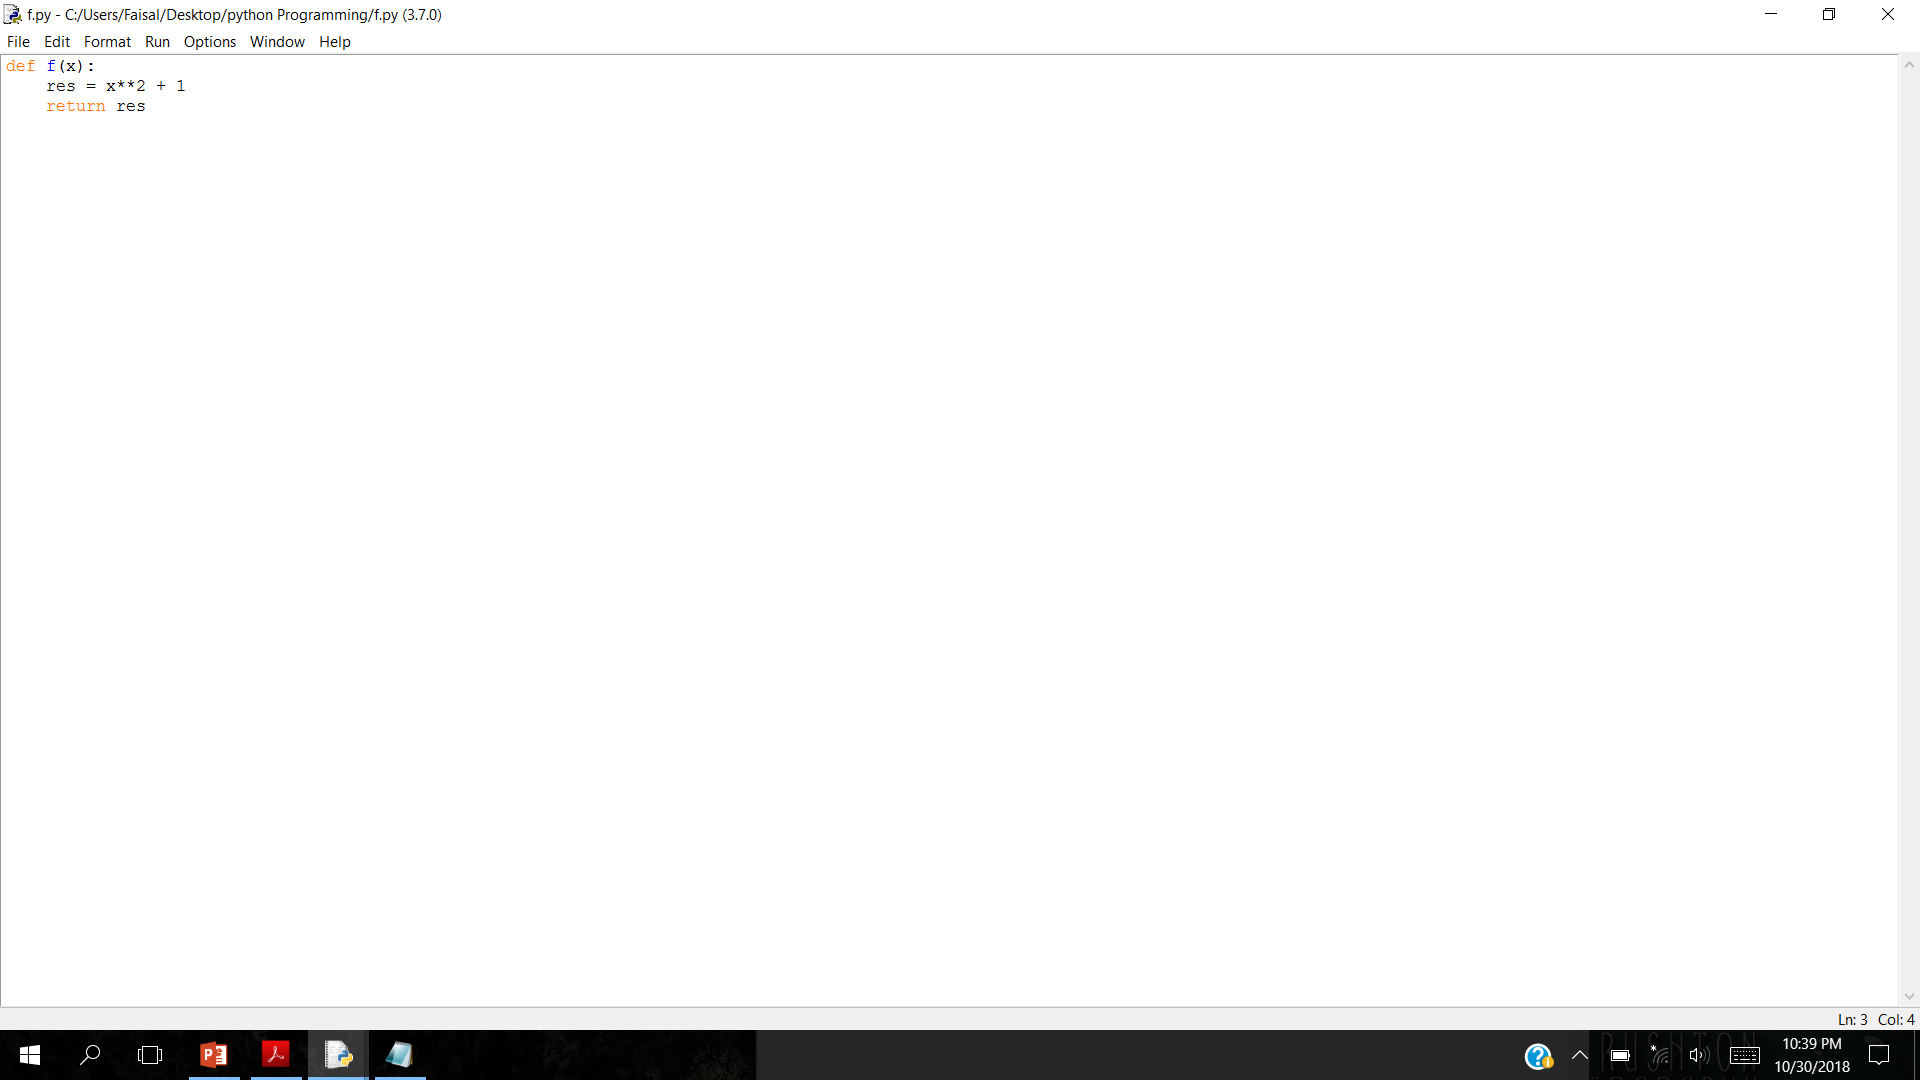 f.py - C:/Users/Faisal/Desktop/python Programming/f.py (3.7.0)
File Edit Format Run Options Window Help
def f(x):
    res = x**2 + 1
    return res
Ln: 3 Col: 4
RUSHTON
10:39 PM
10/30/2018